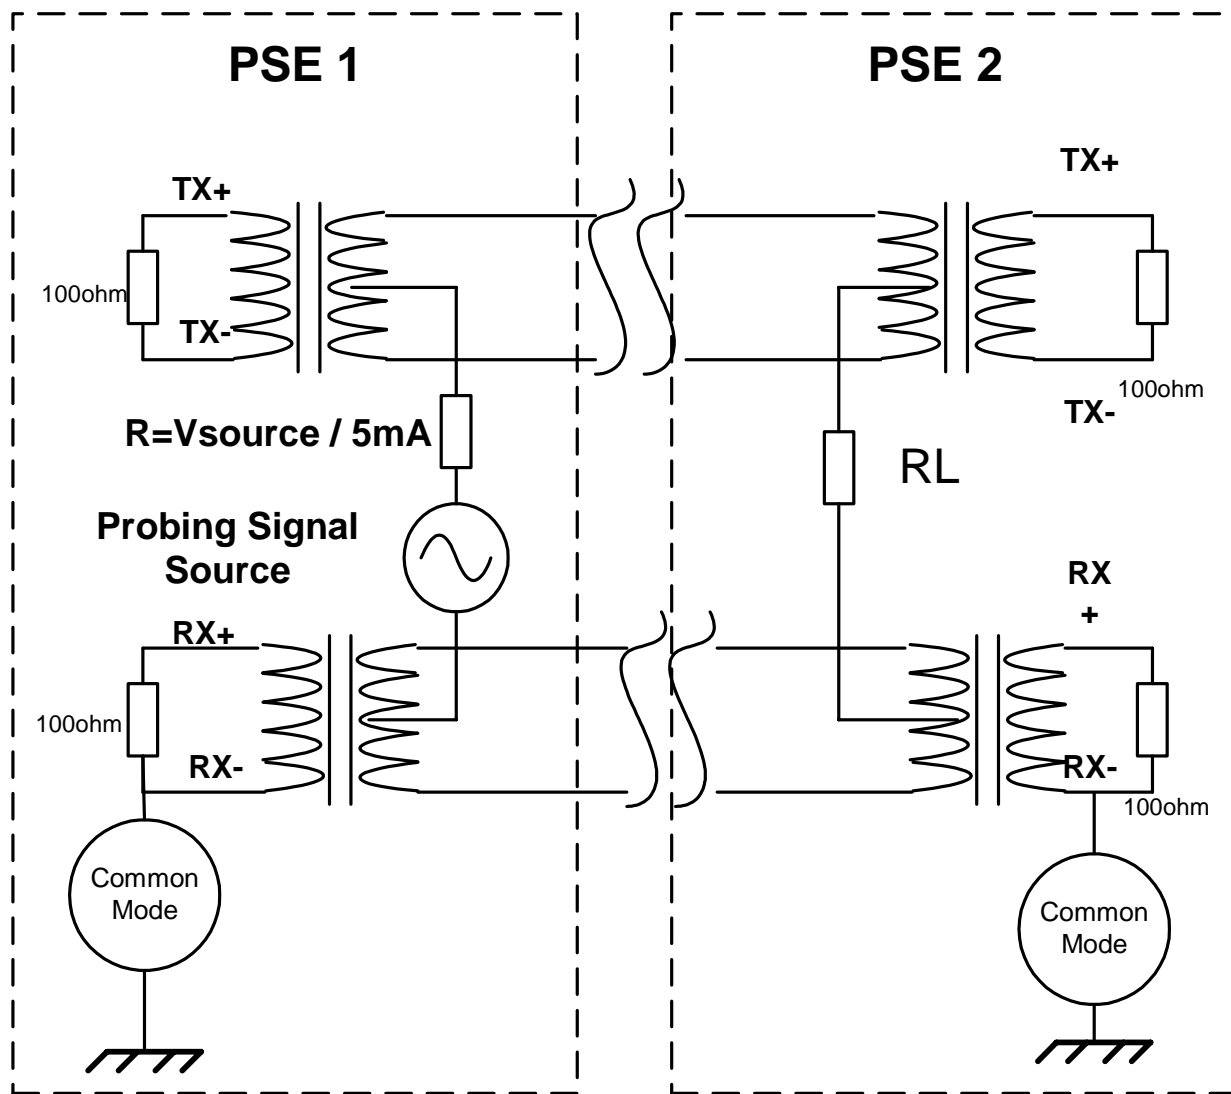 PSE 1
PSE 2
TX+
TX+
100ohm
TX-
100ohm
TX-
R=Vsource / 5mA
RL
Probing Signal
Source
RX+
RX
+
100ohm
RX-
RX-
100ohm
Common
Mode
Common
Mode